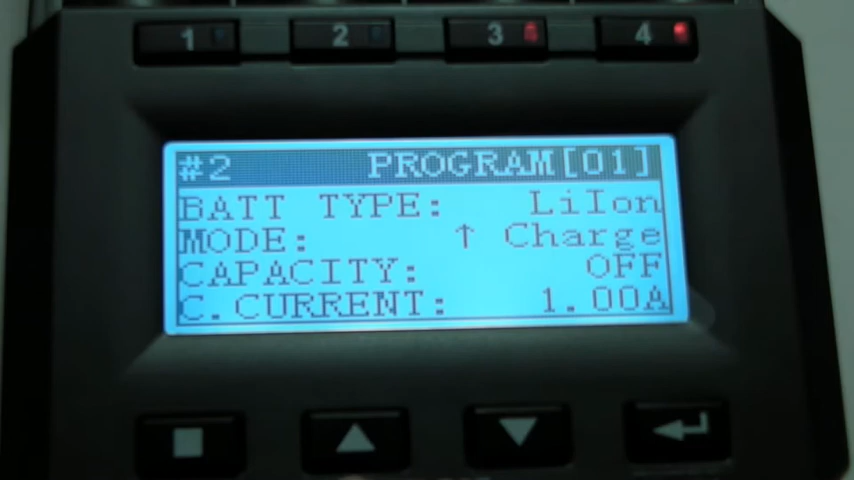 1 2 3 4
#2 PROGRAM[01]
BATT TYPE: LiIon
MODE: ↑ Charge
CAPACITY: OFF
C.CURRENT: 1.00A